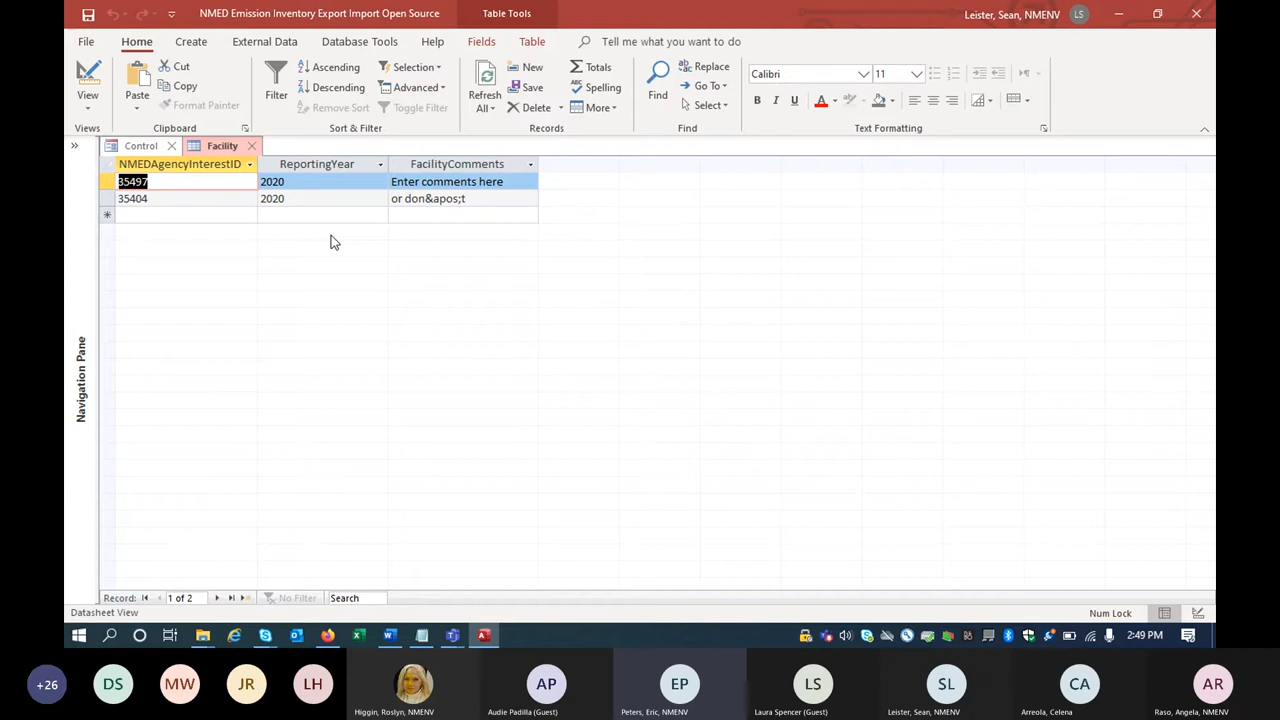 NMED Emission Inventory Export Import Open Source
Table Tools
Leister, Sean, NMENV
LS
File
Home
Create
External Data
Database Tools
Help
Fields
Table
Tell me what you want to do
View
Views
Paste
Cut
Copy
Format Painter
Clipboard
Filter
Ascending
Descending
Remove Sort
Selection
Advanced
Toggle Filter
Sort & Filter
Refresh
All
New
Save
Delete
Totals
Spelling
More
Records
Find
Replace
Go To
Select
Find
Calibri
11
B I U
A
Text Formatting
Control
Facility
NMEDAgencyInterestID ReportingYear FacilityComments
35497 2020 Enter comments here
35404 2020 or don&apos;t
Navigation Pane
Record: 1 of 2 No Filter Search
Datasheet View
Num Lock
2:49 PM
+26
DS
MW
JR
LH
AP
EP
LS
SL
CA
AR
Higgin, Roslyn, NMENV
Audie Padilla (Guest)
Peters, Eric, NMENV
Laura Spencer (Guest)
Leister, Sean, NMENV
Arreola, Celena
Raso, Angela, NMENV